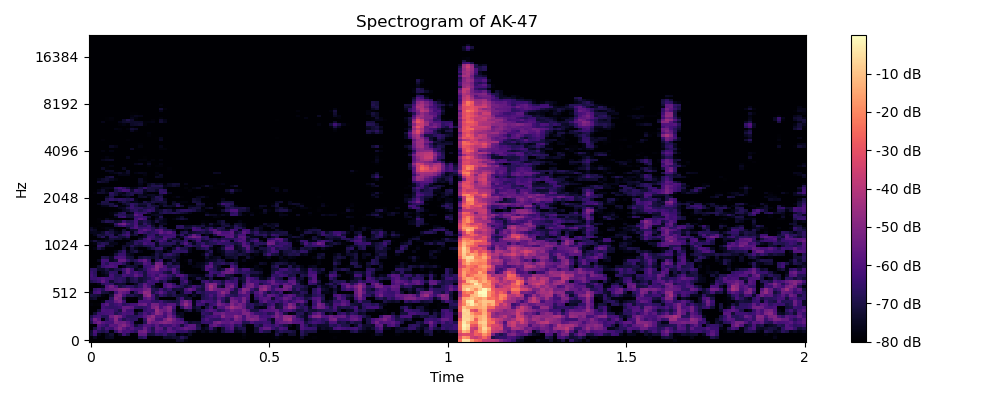 Spectrogram of AK-47
16384
8192
4096
2048
1024
512
0
Hz
0
0.5
1
1.5
2
Time
-10 dB
-20 dB
-30 dB
-40 dB
-50 dB
-60 dB
-70 dB
-80 dB